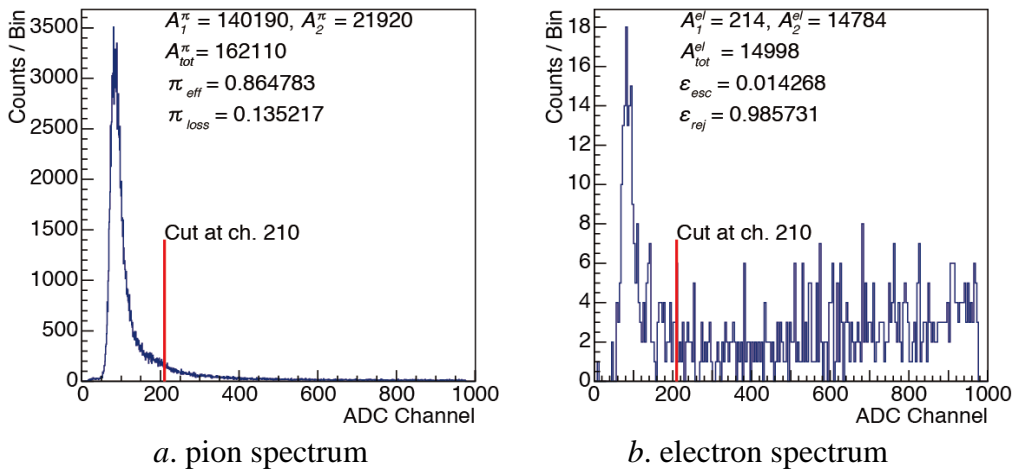 Counts / Bin
3500
3000
2500
2000
1500
1000
500
0
A₁^π = 140190, A₂^π = 21920
A_tot^π = 162110
π_eff = 0.864783
π_loss = 0.135217
Cut at ch. 210
0 200 400 600 800 1000
ADC Channel
a. pion spectrum
Counts / Bin
18
16
14
12
10
8
6
4
2
0
A₁^el = 214, A₂^el = 14784
A_tot^el = 14998
ε_esc = 0.014268
ε_rej = 0.985731
Cut at ch. 210
0 200 400 600 800 1000
ADC Channel
b. electron spectrum